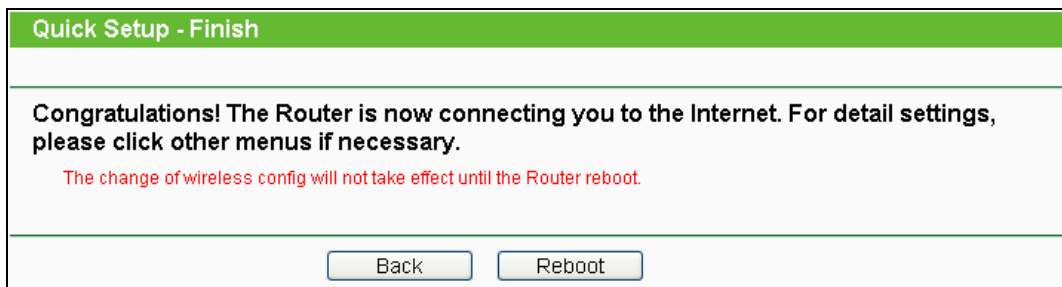 Quick Setup - Finish
Congratulations! The Router is now connecting you to the Internet. For detail settings,
please click other menus if necessary.
The change of wireless config will not take effect until the Router reboot.
Back Reboot